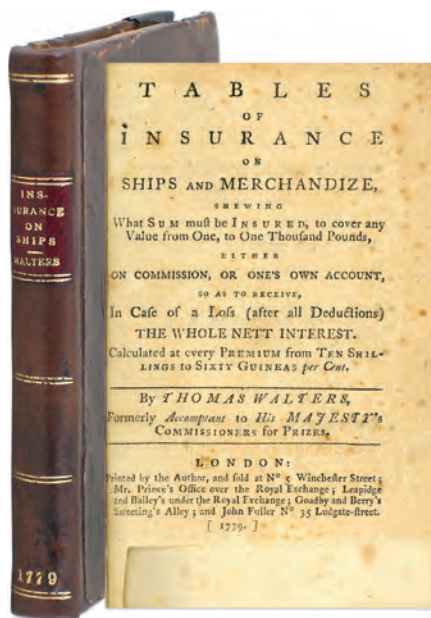 INS-
URANCE
ON
SHIPS
WALTERS
1779
TABLES
OF
INSURANCE
ON
SHIPS AND MERCHANDIZE,
SHEWING
What SUM muſt be INSURED, to cover any
Value from One, to One Thouſand Pounds,
EITHER
ON COMMISSION, OR ONE'S OWN ACCOUNT,
SO AS TO RECEIVE,
In Caſe of a Loſs (after all Deductions)
THE WHOLE NETT INTEREST.
Calculated at every PREMIUM from TEN SHIL-
LINGS to SIXTY GUINEAS per Cent.
By THOMAS WALTERS,
Formerly Accomptant to His MAJESTY's
COMMISSIONERS for PRIZES.
LONDON:
Printed by the Author, and ſold at Nº 5 Wincheſter Street;
Mr. Prince's Office over the Royal Exchange; Leapidge
and Bailey's under the Royal Exchange; Goadby and Berry's
Sweeting's Alley; and John Fuller Nº 35 Ludgate-ſtreet.
[ 1779. ]